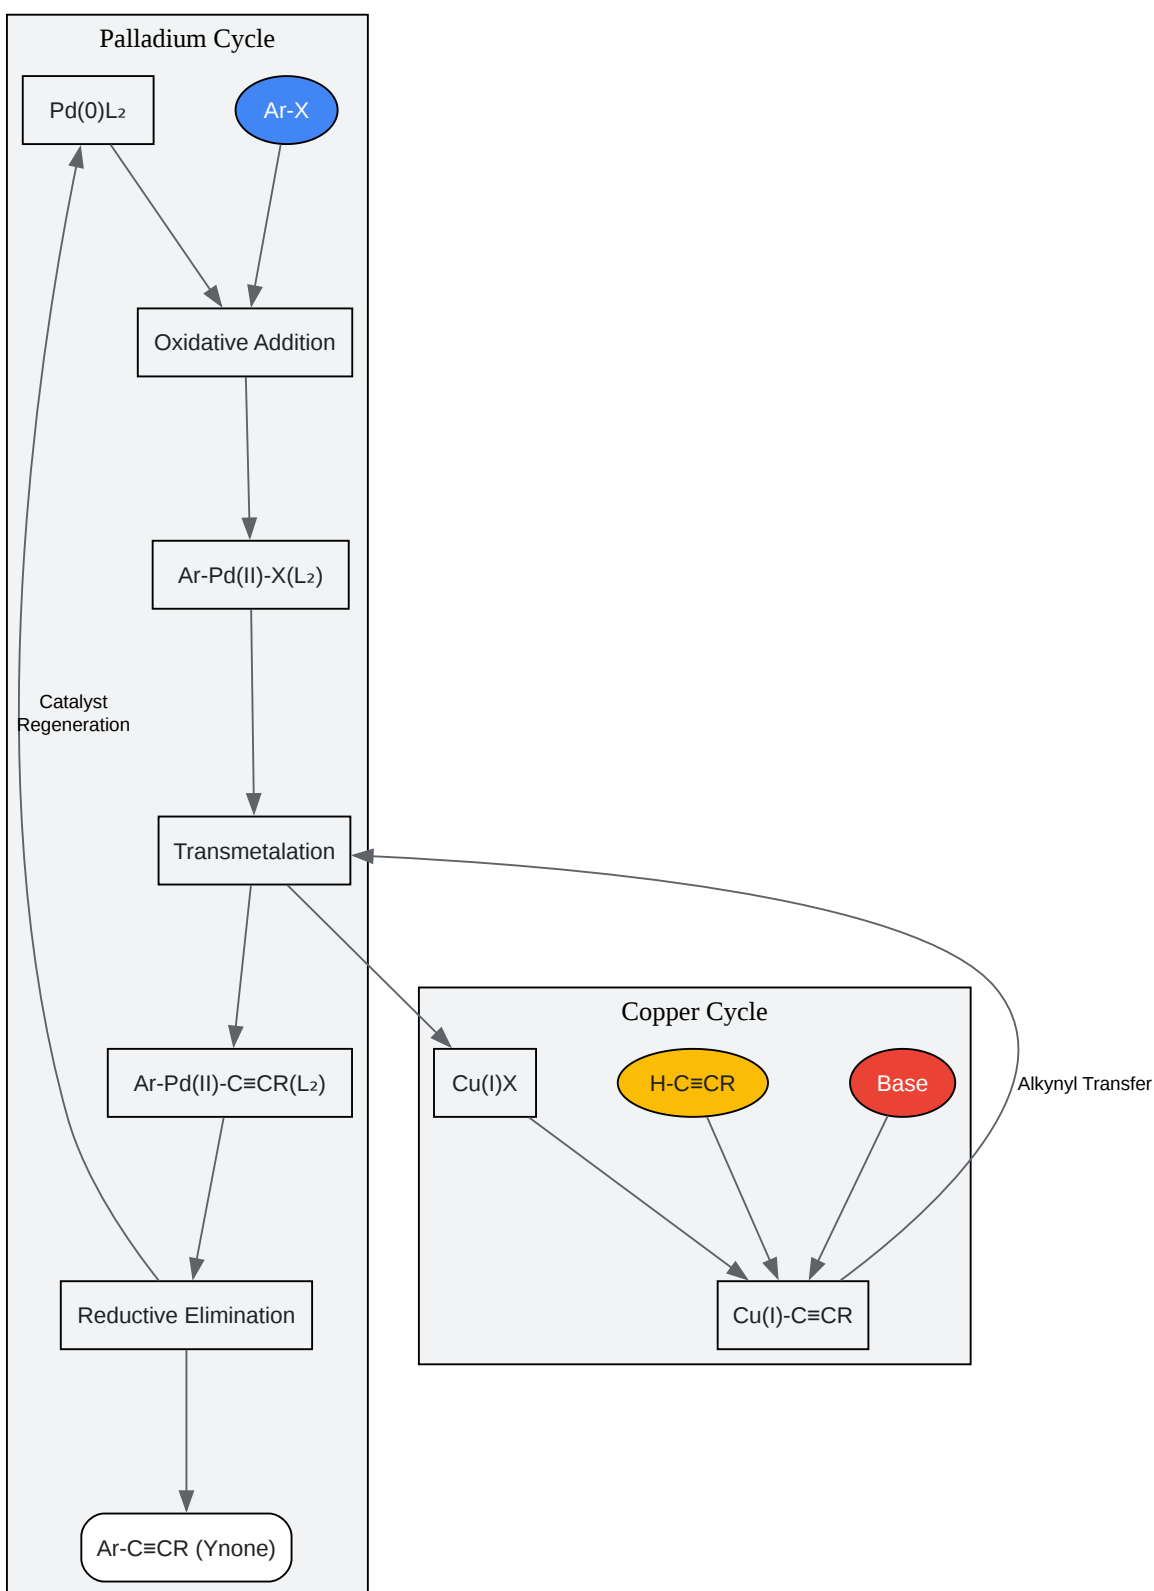 Palladium Cycle
Pd(0)L₂
Ar-X
Oxidative Addition
Ar-Pd(II)-X(L₂)
Catalyst
Regeneration
Transmetalation
Copper Cycle
Ar-Pd(II)-C≡CR(L₂)
Cu(I)X
H-C≡CR
Base
Alkynyl Transfer
Reductive Elimination
Cu(I)-C≡CR
Ar-C≡CR (Ynone)